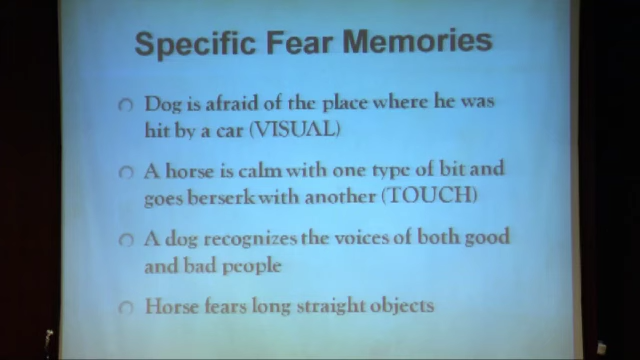 Specific Fear Memories
Dog is afraid of the place where he was
hit by a car (VISUAL)
A horse is calm with one type of bit and
goes berserk with another (TOUCH)
A dog recognizes the voices of both good
and bad people
Horse fears long straight objects